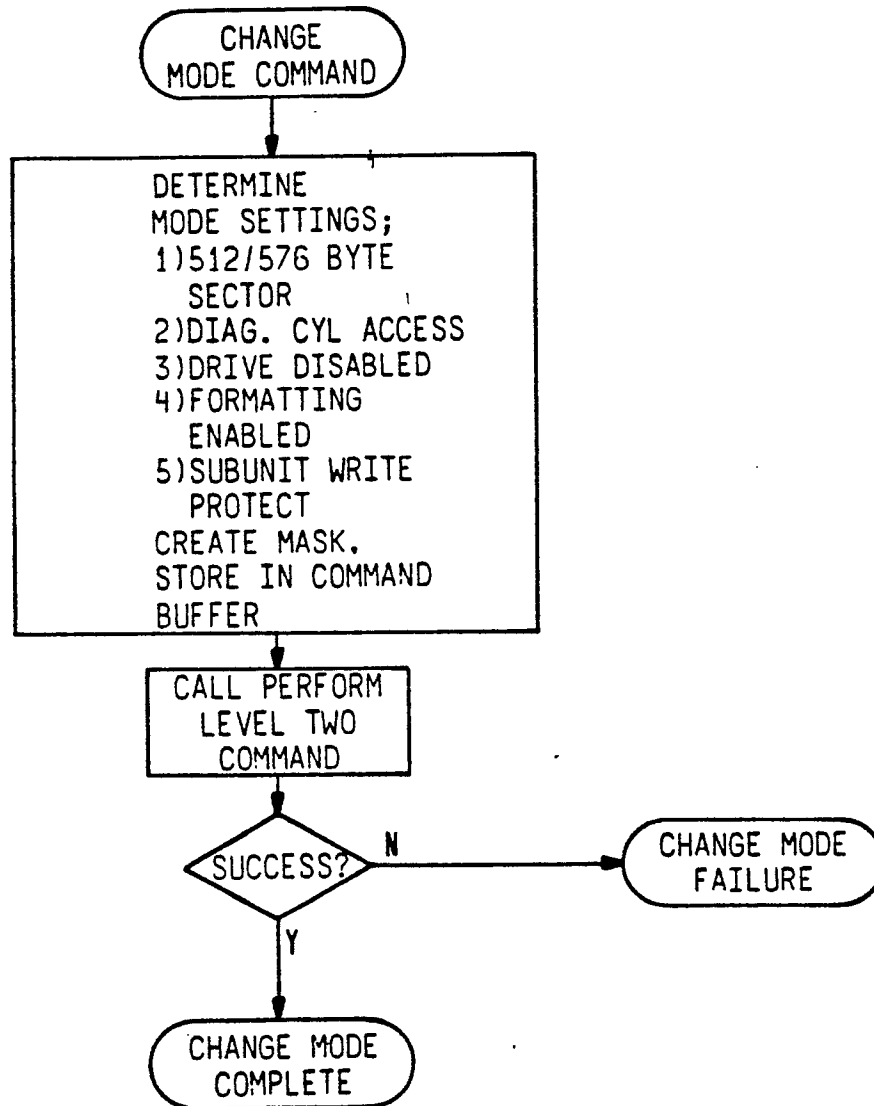 CHANGE
MODE COMMAND
DETERMINE
MODE SETTINGS;
1)512/576 BYTE
SECTOR
2)DIAG. CYL ACCESS
3)DRIVE DISABLED
4)FORMATTING
ENABLED
5)SUBUNIT WRITE
PROTECT
CREATE MASK.
STORE IN COMMAND
BUFFER
CALL PERFORM
LEVEL TWO
COMMAND
SUCCESS?
N
CHANGE MODE
FAILURE
Y
CHANGE MODE
COMPLETE